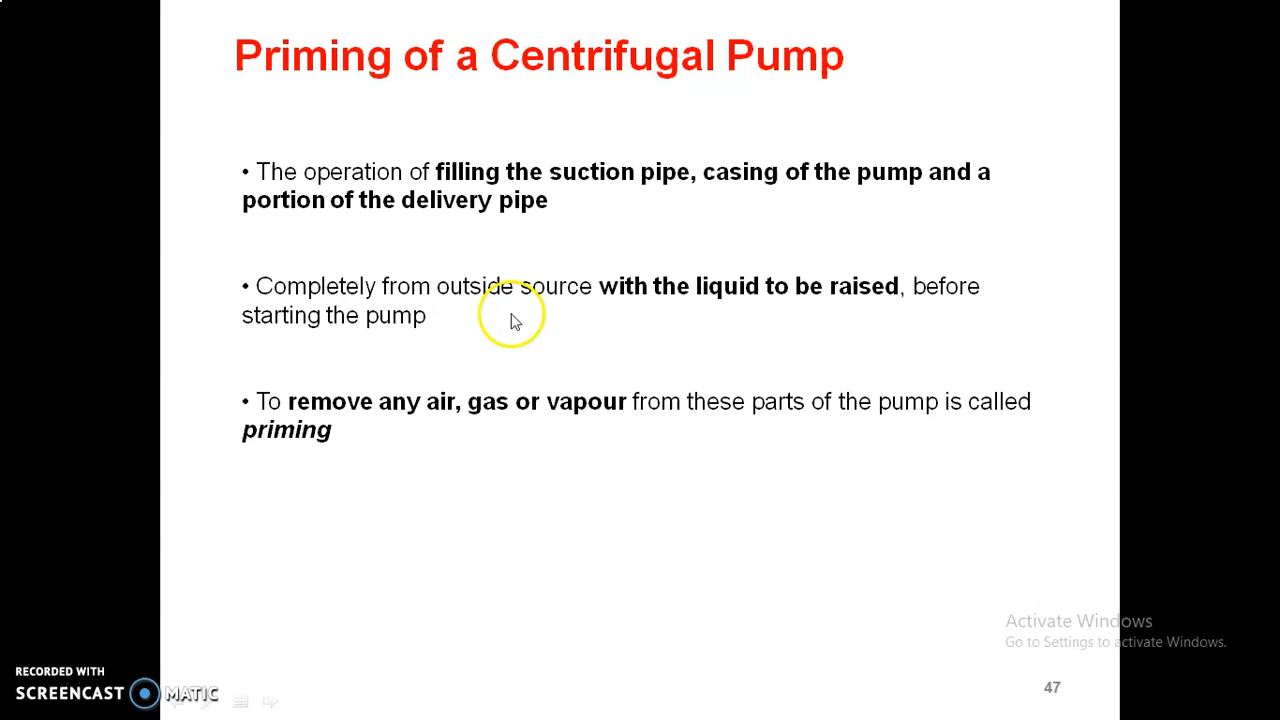 Priming of a Centrifugal Pump
• The operation of filling the suction pipe, casing of the pump and a
portion of the delivery pipe
• Completely from outside source with the liquid to be raised, before
starting the pump
• To remove any air, gas or vapour from these parts of the pump is called
priming
Activate Windows
Go to Settings to activate Windows.
RECORDED WITH
SCREENCAST MATIC
47